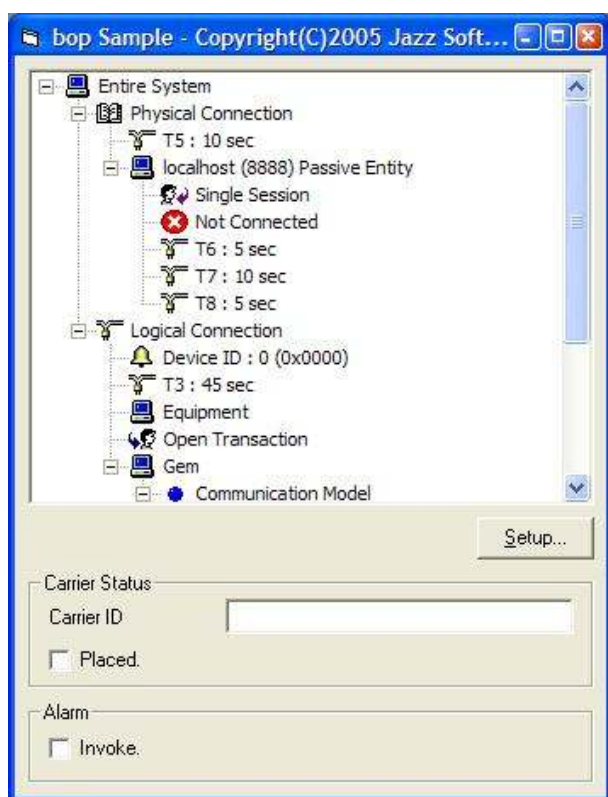 bop Sample - Copyright(C)2005 Jazz Soft...
Entire System
Physical Connection
T5 : 10 sec
localhost (8888) Passive Entity
Single Session
Not Connected
T6 : 5 sec
T7 : 10 sec
T8 : 5 sec
Logical Connection
Device ID : 0 (0x0000)
T3 : 45 sec
Equipment
Open Transaction
Gem
Communication Model
Setup...
Carrier Status
Carrier ID
Placed.
Alarm
Invoke.